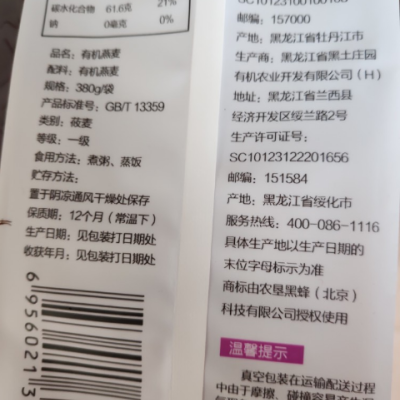 碳水化合物 61.6克 21%
钠 0毫克 0%
品名：有机燕麦
配料：有机燕麦
规格：380g/袋
产品标准号：GB/T 13359
类别：莜麦
等级：一级
食用方法：煮粥、蒸饭
贮存方法：
置于阴凉通风干燥处保存
保质期：12个月（常温下）
生产日期：见包装打日期处
收获年月：见包装打日期处
6 956021 3
邮编：157000
产地：黑龙江省牡丹江市
生产商：黑龙江省黑土庄园
有机农业开发有限公司（H）
地址：黑龙江省兰西县
经济开发区绥兰路2号
生产许可证号：
SC10123122201656
邮编：151584
产地：黑龙江省绥化市
服务热线：400-086-1116
具体生产地以生产日期的
末位字母标示为准
商标由农垦黑蜂（北京）
科技有限公司授权使用
温馨提示
真空包装在运输配送过程
中由于摩擦、碰撞容易产生漏